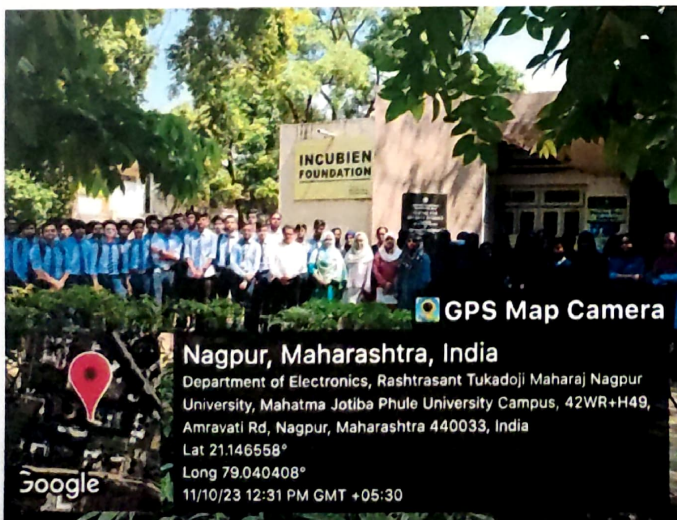 INCUBIEN
FOUNDATION
GPS Map Camera
Nagpur, Maharashtra, India
Department of Electronics, Rashtrasant Tukadoji Maharaj Nagpur
University, Mahatma Jotiba Phule University Campus, 42WR+H49,
Amravati Rd, Nagpur, Maharashtra 440033, India
Lat 21.146558°
Long 79.040408°
11/10/23 12:31 PM GMT +05:30
Google